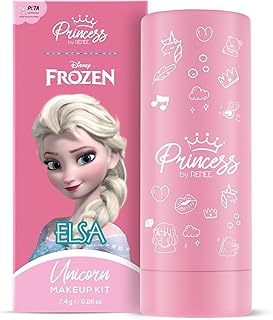 PETA
Princess
by RENEE
Disney
FROZEN
ELSA
Unicorn
MAKEUP KIT
7.4 g ℮ 0.26 oz
Princess
by RENEE